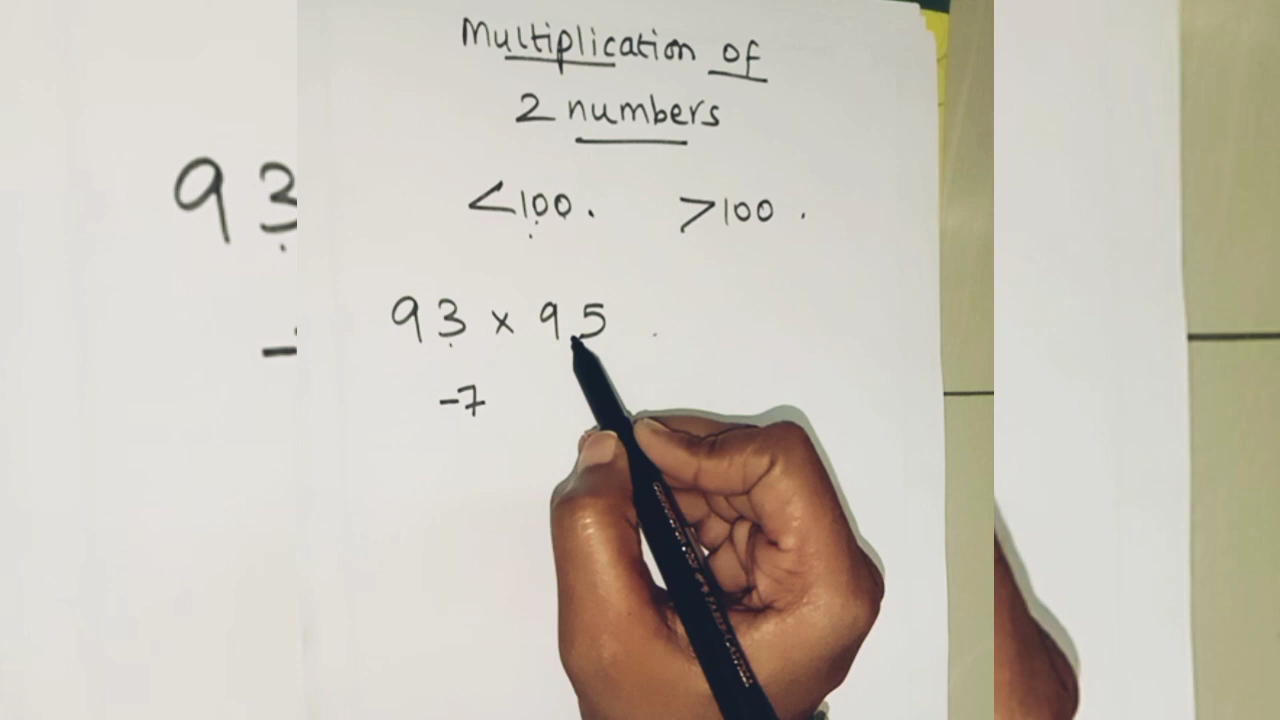 Multiplication of
2 numbers
<100. >100.
93 × 95
-7